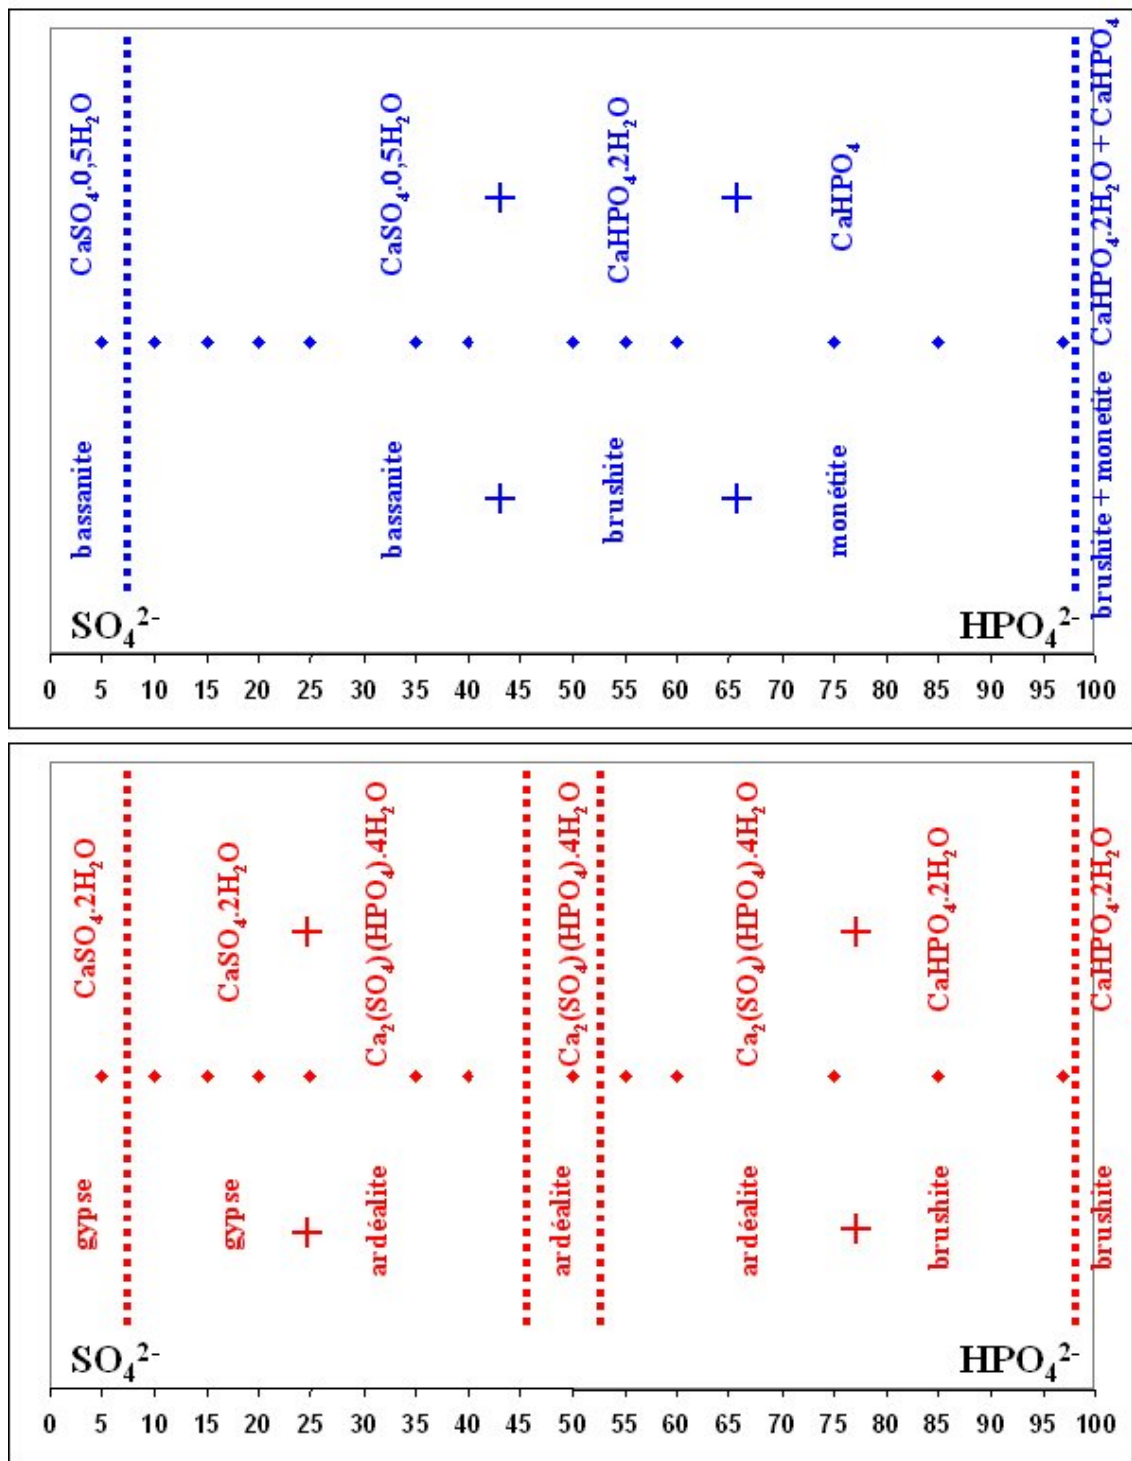 CaSO₄.0,5H₂O
CaSO₄.0,5H₂O
+
CaHPO₄.2H₂O
+
CaHPO₄
CaHPO₄.2H₂O + CaHPO₄
bassanite
bassanite
+
brushite
+
monétite
brushite + monetite
SO₄²⁻
HPO₄²⁻
0 5 10 15 20 25 30 35 40 45 50 55 60 65 70 75 80 85 90 95 100
CaSO₄.2H₂O
CaSO₄.2H₂O
+
Ca₂(SO₄)(HPO₄).4H₂O
Ca₂(SO₄)(HPO₄).4H₂O
Ca₂(SO₄)(HPO₄).4H₂O
+
CaHPO₄.2H₂O
CaHPO₄.2H₂O
gypse
gypse
+
ardéalite
ardéalite
ardéalite
+
brushite
brushite
SO₄²⁻
HPO₄²⁻
0 5 10 15 20 25 30 35 40 45 50 55 60 65 70 75 80 85 90 95 100